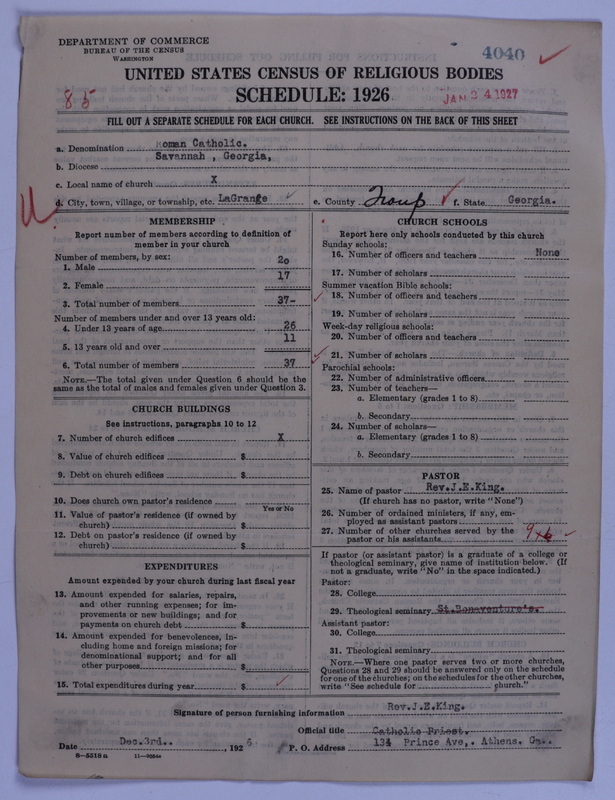 DEPARTMENT OF COMMERCE
BUREAU OF THE CENSUS
WASHINGTON
4040
UNITED STATES CENSUS OF RELIGIOUS BODIES
SCHEDULE: 1926
85
JAN 24 1927
FILL OUT A SEPARATE SCHEDULE FOR EACH CHURCH. SEE INSTRUCTIONS ON THE BACK OF THIS SHEET
a. Denomination Roman Catholic.
b. Diocese Savannah , Georgia,
c. Local name of church X
d. City, town, village, or township, etc. LaGrange e. County Troup f. State Georgia.
MEMBERSHIP
Report number of members according to definition of member in your church
Number of members, by sex:
1. Male 20
2. Female 17
3. Total number of members 37-
Number of members under and over 13 years old:
4. Under 13 years of age 26
5. 13 years old and over 11
6. Total number of members 37
NOTE.—The total given under Question 6 should be the
same as the total of males and females given under Question 3.
CHURCH BUILDINGS
See instructions, paragraphs 10 to 12
7. Number of church edifices X
8. Value of church edifices $
9. Debt on church edifices $
10. Does church own pastor's residence
Yes or No
11. Value of pastor's residence (if owned by
church) $
12. Debt on pastor's residence (if owned by
church) $
EXPENDITURES
Amount expended by your church during last fiscal year
13. Amount expended for salaries, repairs,
and other running expenses; for im-
provements or new buildings; and for
payments on church debt $
14. Amount expended for benevolences, in-
cluding home and foreign missions; for
denominational support; and for all
other purposes $
15. Total expenditures during year $
CHURCH SCHOOLS
Report here only schools conducted by this church
Sunday schools:
16. Number of officers and teachers None
17. Number of scholars
Summer vacation Bible schools:
18. Number of officers and teachers
19. Number of scholars
Week-day religious schools:
20. Number of officers and teachers
21. Number of scholars
Parochial schools:
22. Number of administrative officers
23. Number of teachers—
a. Elementary (grades 1 to 8)
b. Secondary
24. Number of scholars—
a. Elementary (grades 1 to 8)
b. Secondary
PASTOR
25. Name of pastor Rev.J.E.King.
(If church has no pastor, write "None")
26. Number of ordained ministers, if any, em-
ployed as assistant pastors
27. Number of other churches served by the
pastor or his assistants
If pastor (or assistant pastor) is a graduate of a college or
theological seminary, give name of institution below. (If
not a graduate, write "No" in the space indicated.)
Pastor:
28. College
29. Theological seminary St.Bonaventure's.
Assistant pastor:
30. College
31. Theological seminary
NOTE.—Where one pastor serves two or more churches,
Questions 28 and 29 should be answered only on the schedule
for one of the churches; on the schedules for the other churches,
write "See schedule for church."
Signature of person furnishing information Rev.J.E.King.
Official title Catholic Priest.
Date Dec.3rd.. , 1926 P. O. Address 134 Prince Ave,. Athens. Ga..
8—5518 a